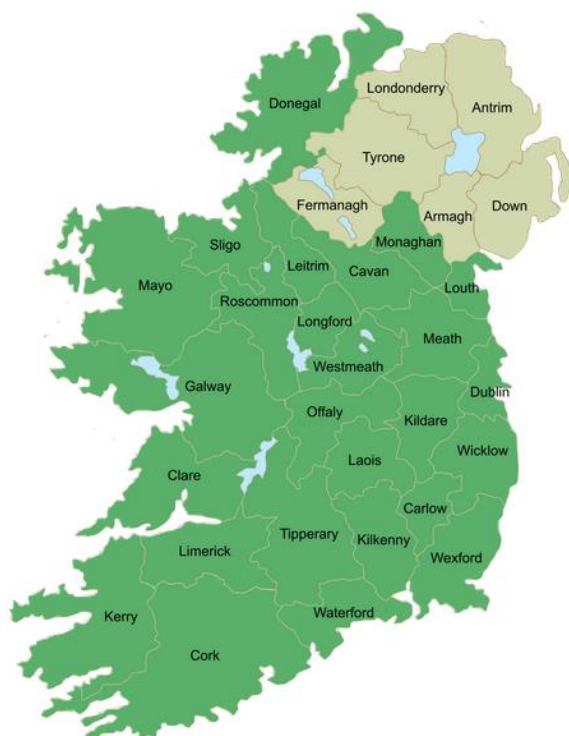 Londonderry
Donegal
Antrim
Tyrone
Fermanagh
Armagh
Down
Monaghan
Sligo
Leitrim
Cavan
Mayo
Louth
Roscommon
Longford
Meath
Westmeath
Galway
Dublin
Offaly
Kildare
Laois
Wicklow
Clare
Carlow
Tipperary
Kilkenny
Limerick
Wexford
Waterford
Kerry
Cork